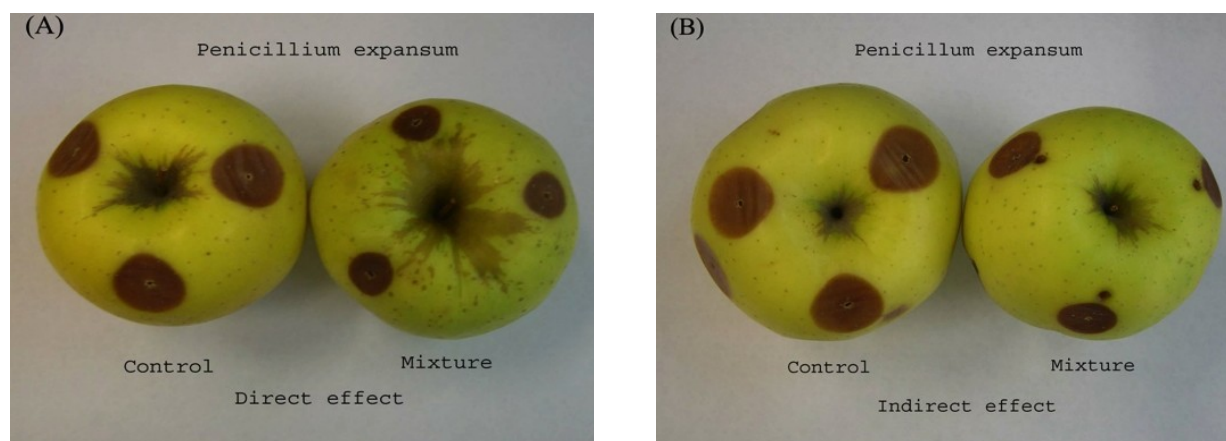 (A)
Penicillium expansum
Control
Mixture
Direct effect
(B)
Penicillum expansum
Control
Mixture
Indirect effect